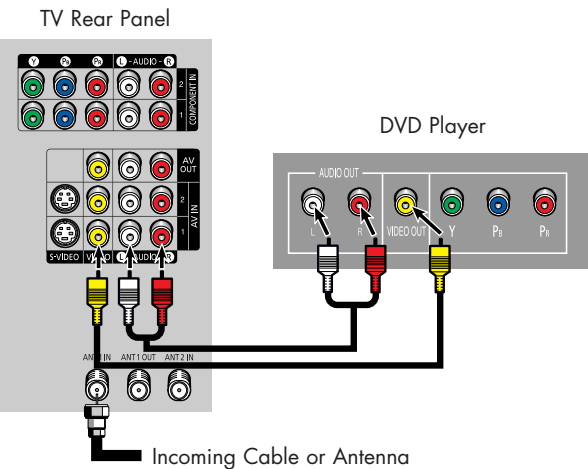 TV Rear Panel
Y PB PR L - AUDIO - R
2
1
COMPONENT IN
AV OUT
2
1
AV IN
S-VIDEO VIDEO L AUDIO R
ANT 1 IN ANT 1 OUT ANT 2 IN
Incoming Cable or Antenna
DVD Player
AUDIO OUT
L R VIDEO OUT Y PB PR